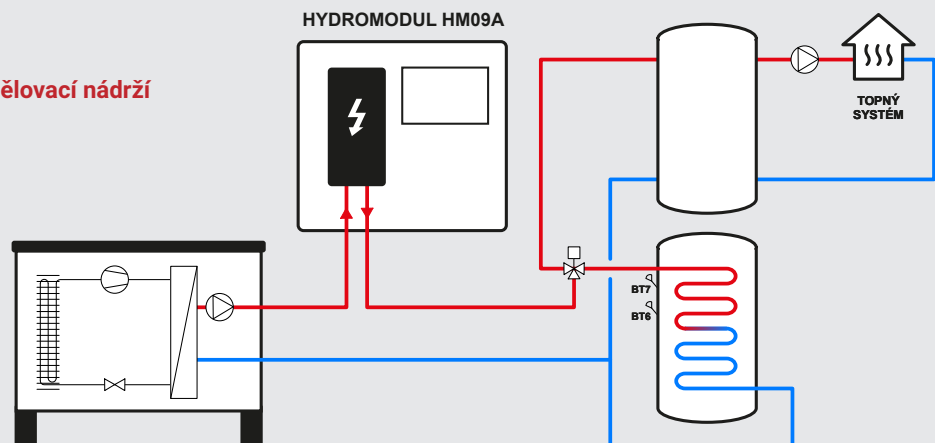 HYDROMODUL HM09A
ělovací nádrží
TOPNÝ
SYSTÉM
BT7
BT6